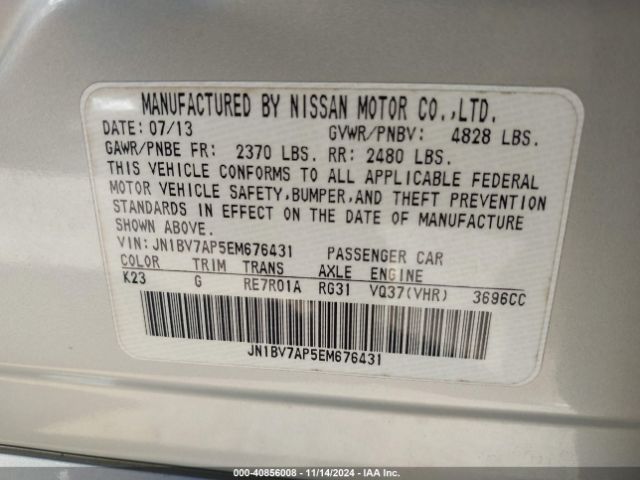 MANUFACTURED BY NISSAN MOTOR CO.,LTD.
DATE: 07/13 GVWR/PNBV: 4828 LBS.
GAWR/PNBE FR: 2370 LBS. RR: 2480 LBS.
THIS VEHICLE CONFORMS TO ALL APPLICABLE FEDERAL
MOTOR VEHICLE SAFETY,BUMPER,AND THEFT PREVENTION
STANDARDS IN EFFECT ON THE DATE OF MANUFACTURE
SHOWN ABOVE.
VIN: JN1BV7AP5EM676431 PASSENGER CAR
COLOR TRIM TRANS AXLE ENGINE
K23 G RE7R01A RG31 VQ37(VHR) 3696CC
JN1BV7AP5EM676431
000-40856008 - 11/14/2024 - IAA Inc.